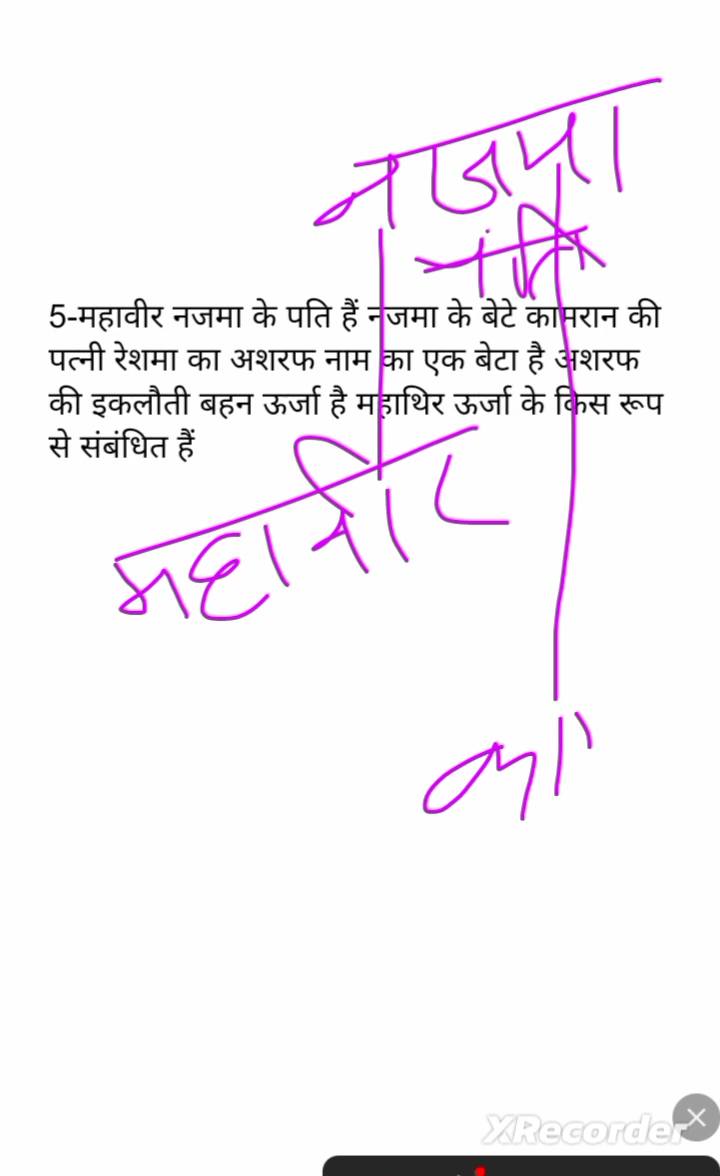 नजमा
पति
5-महावीर नजमा के पति हैं नजमा के बेटे कामरान की
पत्नी रेशमा का अशरफ नाम का एक बेटा है अशरफ
की इकलौती बहन ऊर्जा है महाथिर ऊर्जा के किस रूप
से संबंधित हैं
महावीर
का
XRecorder